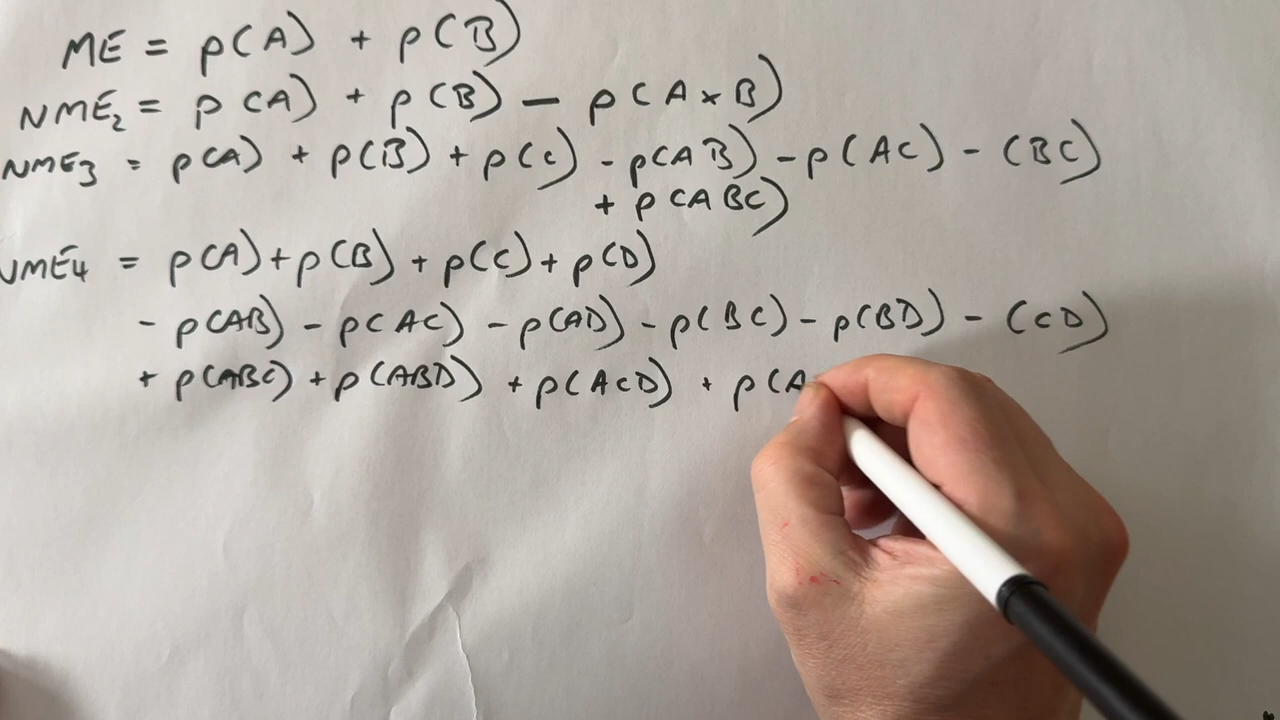 ME = p(A) + p(B)
NME2 = p(A) + p(B) - p(A x B)
NME3 = p(A) + p(B) + p(C) - p(AB) - p(AC) - (BC)
+ p(ABC)
NME4 = p(A) + p(B) + p(C) + p(D)
- p(AB) - p(AC) - p(AD) - p(BC) - p(BD) - (CD)
+ p(ABC) + p(ABD) + p(ACD) + p(A